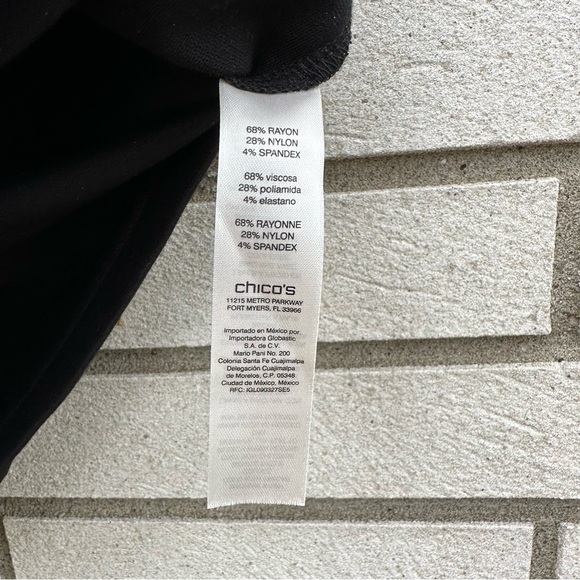 68% RAYON
28% NYLON
4% SPANDEX
68% viscosa
28% poliamida
4% elastano
68% RAYONNE
28% NYLON
4% SPANDEX
chico's
11215 METRO PARKWAY
FORT MYERS, FL 33966
Importado en México por:
Importadora Globastic
S.A. de C.V.
Mario Pani No. 200
Colonia Santa Fe Cuajimalpa
Delegación Cuajimalpa
de Morelos, C.P. 05348
Ciudad de México, México
RFC: IGL090327SE5